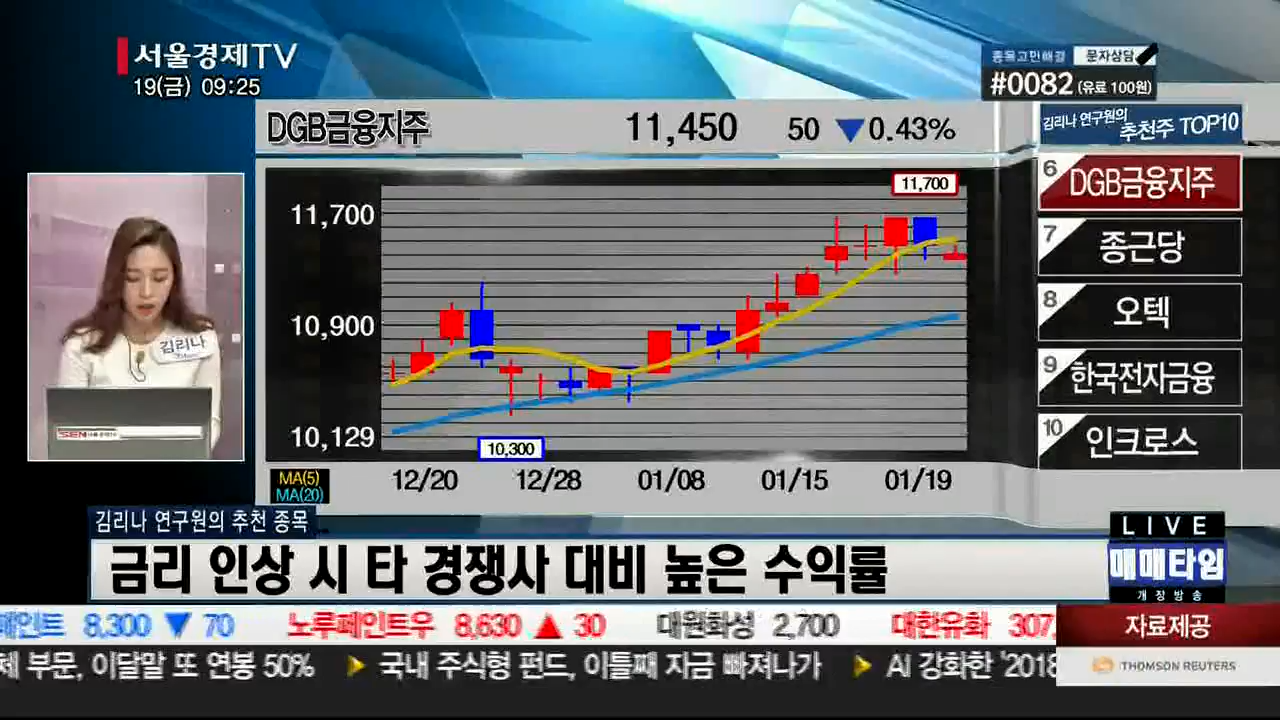 서울경제TV
19(금) 09:25
종목고민해결 문자상담
#0082 (유료 100원)
DGB금융지주 11,450 50 ▼0.43%
김리나 연구원의
추천주 TOP10
6 DGB금융지주
7 종근당
8 오텍
9 한국전자금융
10 인크로스
11,700
11,700
10,900
10,129
10,300
12/20 12/28 01/08 01/15 01/19
MA(5)
MA(20)
김리나
SEN
김리나 연구원의 추천 종목
금리 인상 시 타 경쟁사 대비 높은 수익률
LIVE
매매타임
개장방송
페인트 8,300 ▼ 70 노루페인트우 8,630 ▲ 30 대원화성 2,700 대한유화 307,
자료제공
체 부문, 이달말 또 연봉 50% ▶ 국내 주식형 펀드, 이틀째 자금 빠져나가 ▶ AI 강화한 '2018
THOMSON REUTERS